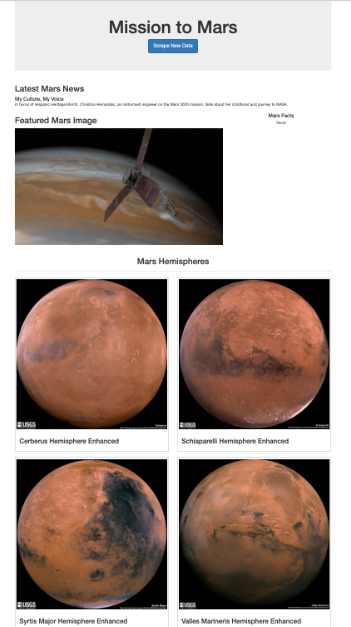 Mission to Mars
Scrape New Data
Latest Mars News
My Culture, My Voice
In honor of Hispanic Heritage Month, Christina Hernandez, an instrument engineer on the Mars 2020 mission, talks about her childhood and journey to NASA.
Featured Mars Image
Mars Facts
None
Mars Hemispheres
USGS
Cerberus
USGS
Schiaparelli
Cerberus Hemisphere Enhanced
Schiaparelli Hemisphere Enhanced
USGS
Syrtis Major
USGS
Valles Marineris
Syrtis Major Hemisphere Enhanced
Valles Marineris Hemisphere Enhanced